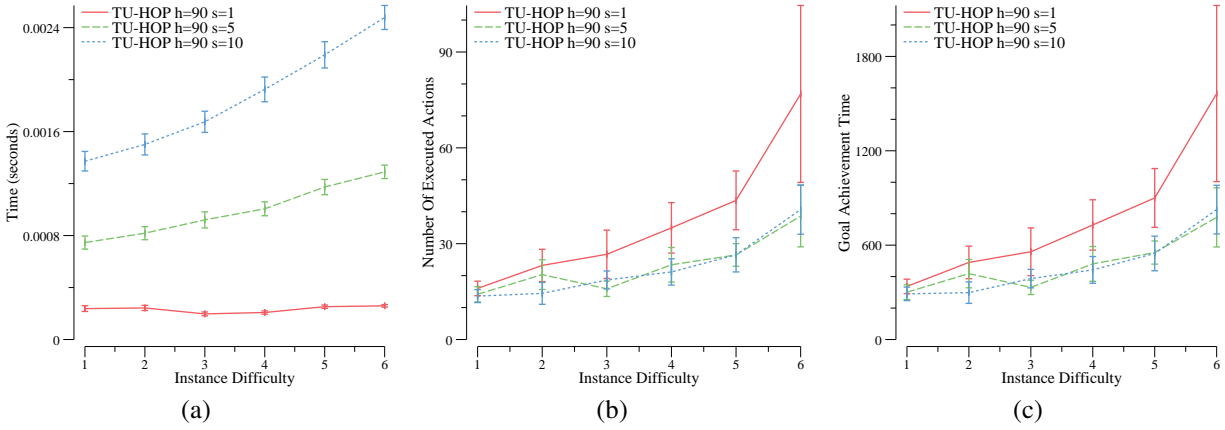 TU-HOP h=90 s=1
TU-HOP h=90 s=5
TU-HOP h=90 s=10
0.0024
0.0016
0.0008
0
Time (seconds)
1 2 3 4 5 6
Instance Difficulty
(a)
TU-HOP h=90 s=1
TU-HOP h=90 s=5
TU-HOP h=90 s=10
90
60
30
0
Number Of Executed Actions
1 2 3 4 5 6
Instance Difficulty
(b)
TU-HOP h=90 s=1
TU-HOP h=90 s=5
TU-HOP h=90 s=10
1800
1200
600
0
Goal Achievement Time
1 2 3 4 5 6
Instance Difficulty
(c)